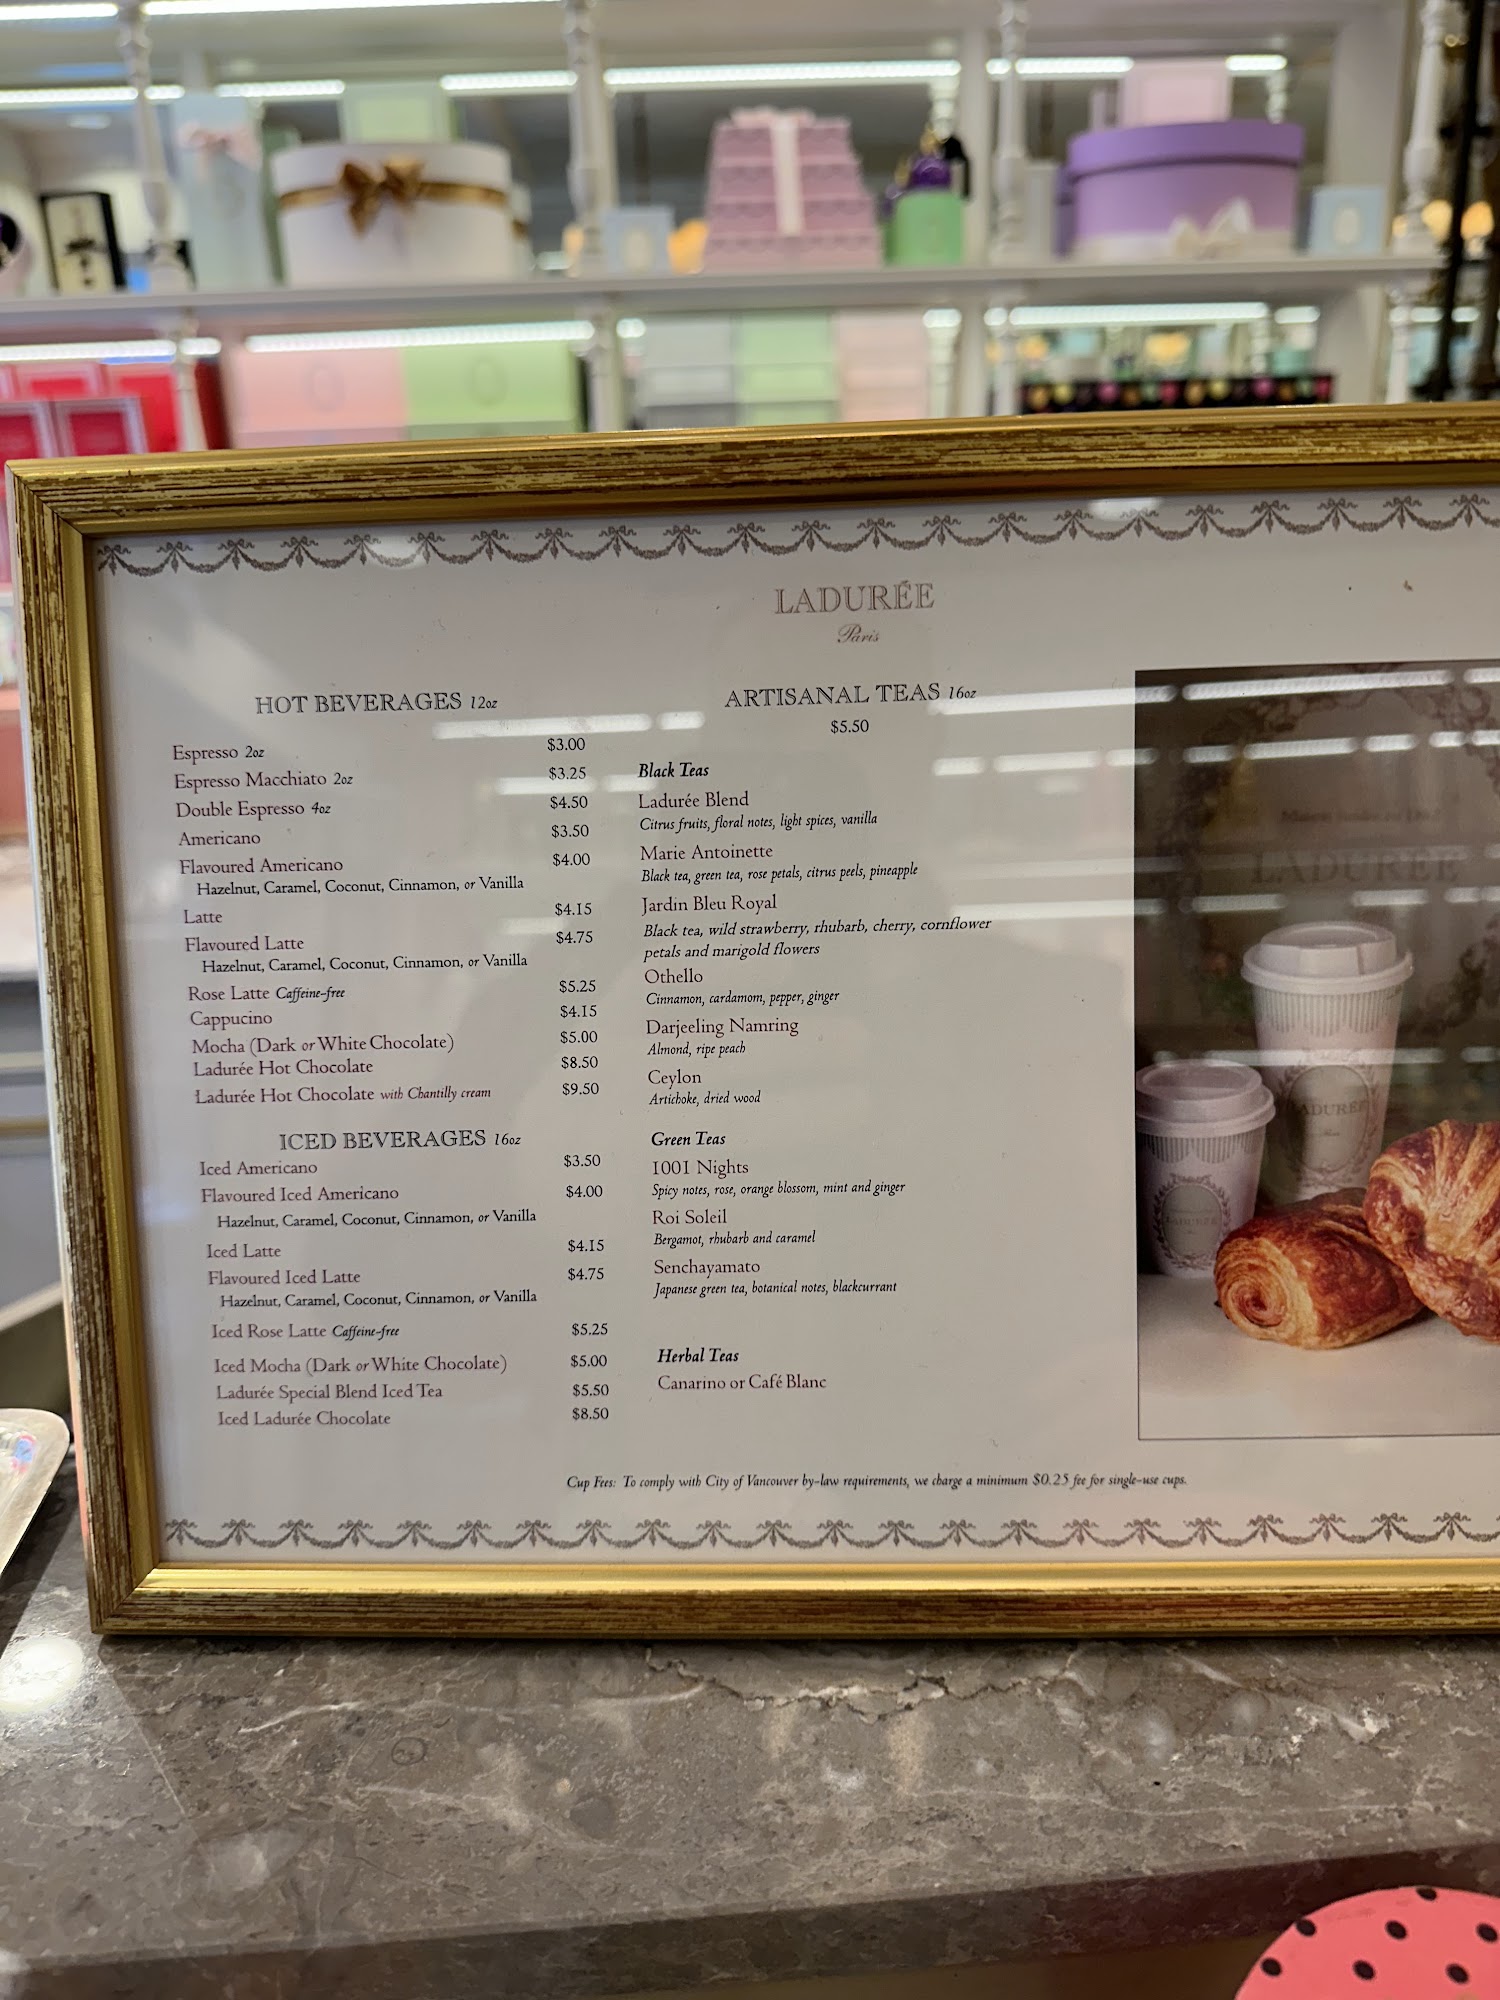 LADURÉE
Paris
HOT BEVERAGES 12oz
Espresso 2oz $3.00
Espresso Macchiato 2oz $3.25
Double Espresso 4oz $4.50
Americano $3.50
Flavoured Americano $4.00
Hazelnut, Caramel, Coconut, Cinnamon, or Vanilla
Latte $4.15
Flavoured Latte $4.75
Hazelnut, Caramel, Coconut, Cinnamon, or Vanilla
Rose Latte Caffeine-free $5.25
Cappucino $4.15
Mocha (Dark or White Chocolate) $5.00
Ladurée Hot Chocolate $8.50
Ladurée Hot Chocolate with Chantilly cream $9.50
ICED BEVERAGES 16oz
Iced Americano $3.50
Flavoured Iced Americano $4.00
Hazelnut, Caramel, Coconut, Cinnamon, or Vanilla
Iced Latte $4.15
Flavoured Iced Latte $4.75
Hazelnut, Caramel, Coconut, Cinnamon, or Vanilla
Iced Rose Latte Caffeine-free $5.25
Iced Mocha (Dark or White Chocolate) $5.00
Ladurée Special Blend Iced Tea $5.50
Iced Ladurée Chocolate $8.50
ARTISANAL TEAS 16oz
$5.50
Black Teas
Ladurée Blend
Citrus fruits, floral notes, light spices, vanilla
Marie Antoinette
Black tea, green tea, rose petals, citrus peels, pineapple
Jardin Bleu Royal
Black tea, wild strawberry, rhubarb, cherry, cornflower
petals and marigold flowers
Othello
Cinnamon, cardamom, pepper, ginger
Darjeeling Namring
Almond, ripe peach
Ceylon
Artichoke, dried wood
Green Teas
1001 Nights
Spicy notes, rose, orange blossom, mint and ginger
Roi Soleil
Bergamot, rhubarb and caramel
Senchayamato
Japanese green tea, botanical notes, blackcurrant
Herbal Teas
Canarino or Café Blanc
LADURÉE
LADURÉE
LADURÉE
Cup Fees: To comply with City of Vancouver by-law requirements, we charge a minimum $0.25 fee for single-use cups.